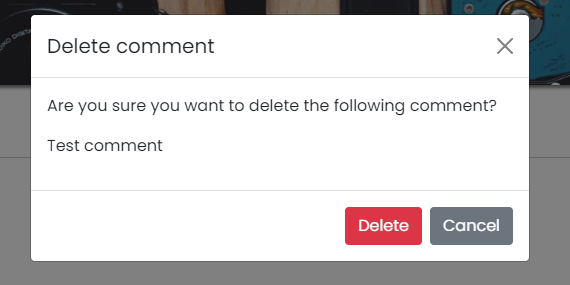 Delete comment
Are you sure you want to delete the following comment?
Test comment
Delete
Cancel